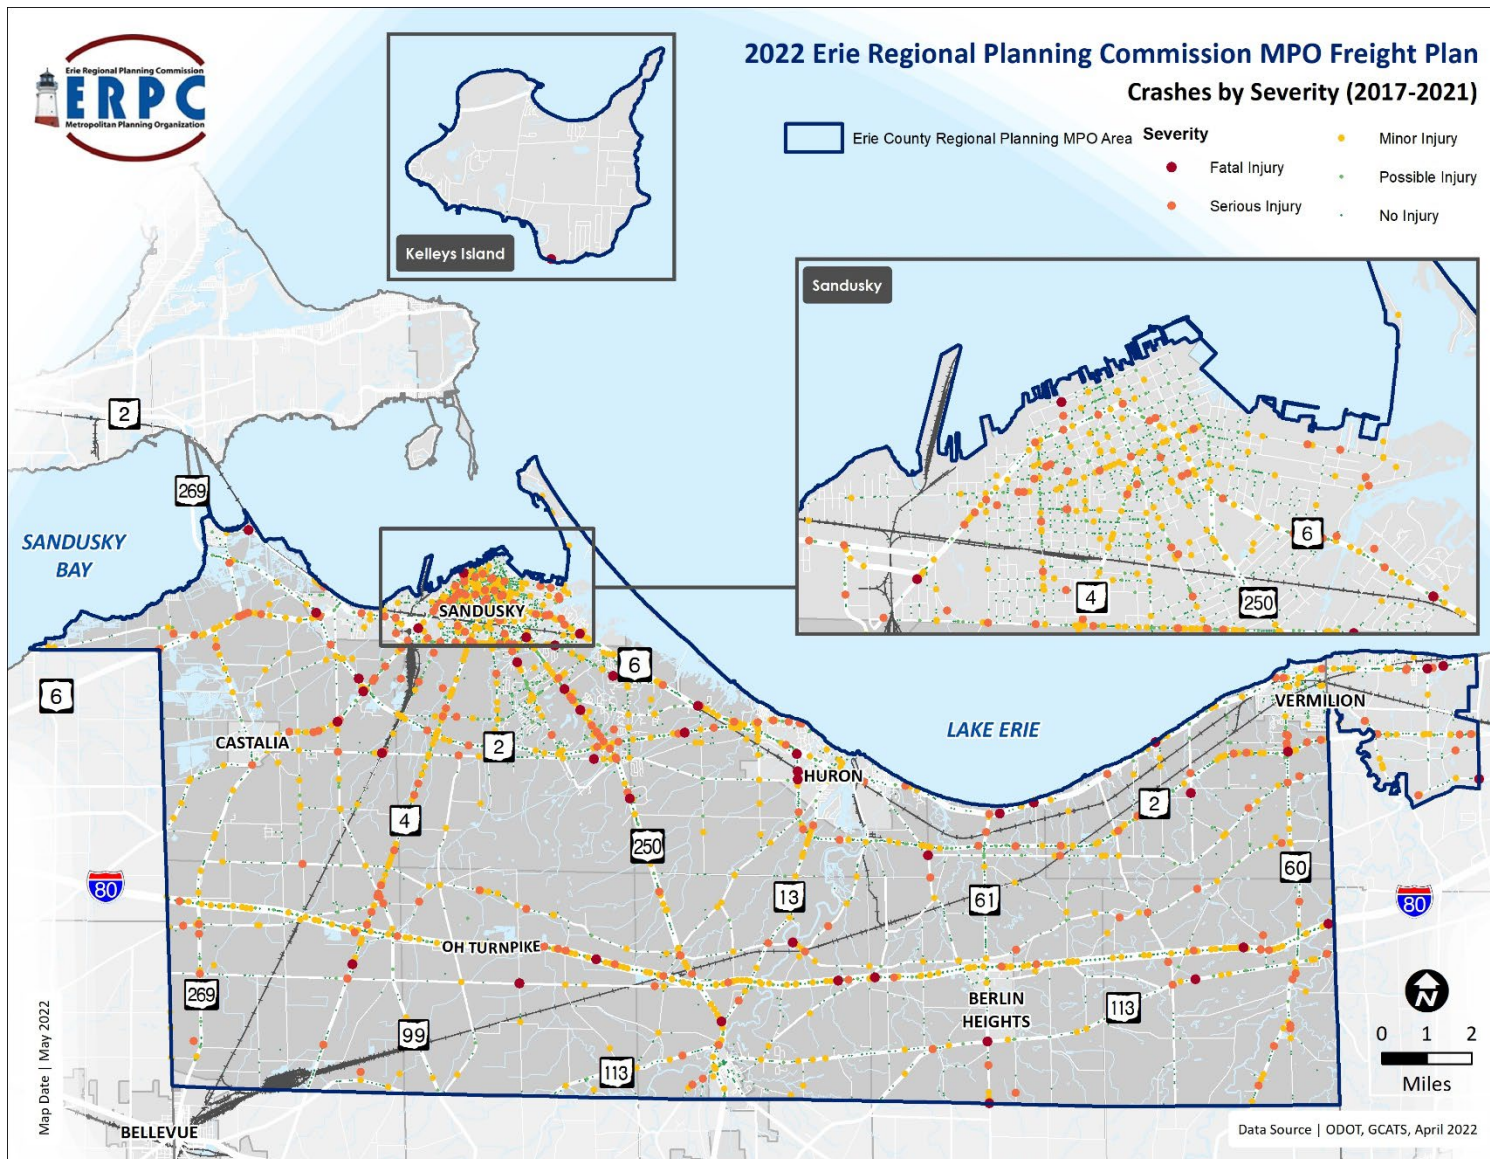 Erie Regional Planning Commission
ERPC
Metropolitan Planning Organization
2022 Erie Regional Planning Commission MPO Freight Plan
Crashes by Severity (2017-2021)
Erie County Regional Planning MPO Area
Severity
Fatal Injury
Serious Injury
Minor Injury
Possible Injury
No Injury
Kelleys Island
Sandusky
6
4
250
2
269
SANDUSKY
BAY
SANDUSKY
6
6
CASTALIA
2
LAKE ERIE
VERMILION
HURON
2
4
250
60
80
13
61
80
OH TURNPIKE
269
BERLIN
HEIGHTS
113
99
113
BELLEVUE
N
0 1 2
Miles
Map Date | May 2022
Data Source | ODOT, GCATS, April 2022